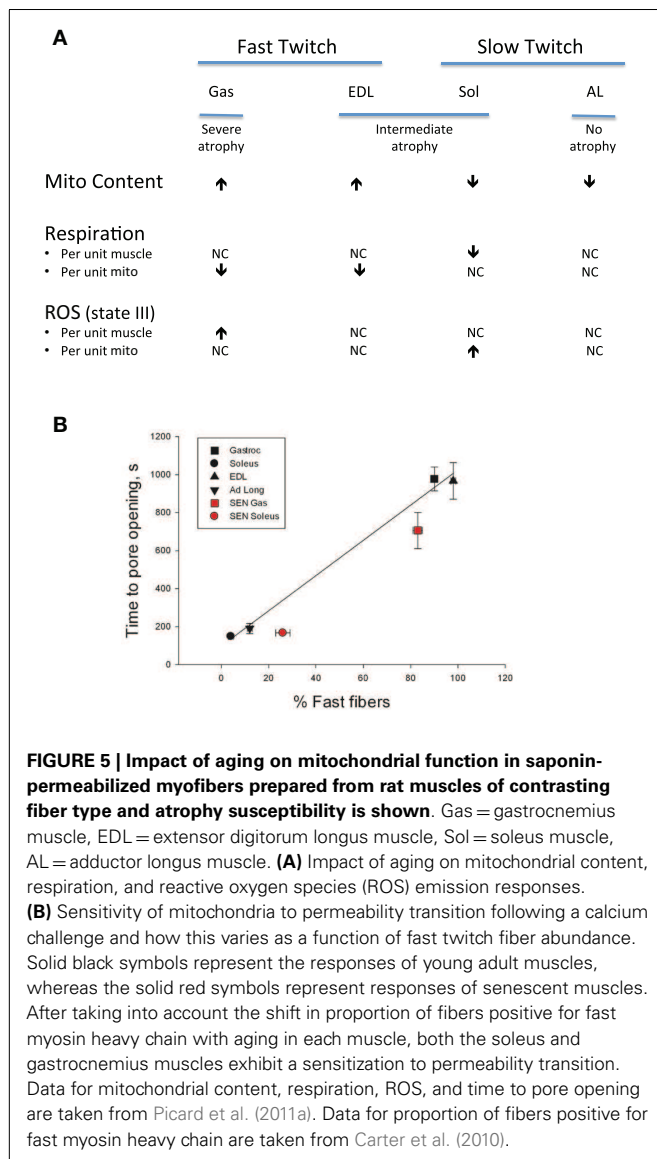 A
Fast Twitch Slow Twitch
Gas EDL Sol AL
Severe atrophy Intermediate atrophy No atrophy
Mito Content ↑ ↑ ↓ ↓
Respiration
• Per unit muscle NC NC ↓ NC
• Per unit mito ↓ ↓ NC NC
ROS (state III)
• Per unit muscle ↑ NC NC NC
• Per unit mito NC NC ↑ NC
B
Time to pore opening, s
1200
1000
800
600
400
200
0
Gastroc
Soleus
EDL
Ad Long
SEN Gas
SEN Soleus
0 20 40 60 80 100 120
% Fast fibers
FIGURE 5 | Impact of aging on mitochondrial function in saponin-
permeabilized myofibers prepared from rat muscles of contrasting
fiber type and atrophy susceptibility is shown. Gas = gastrocnemius
muscle, EDL = extensor digitorum longus muscle, Sol = soleus muscle,
AL = adductor longus muscle. (A) Impact of aging on mitochondrial content,
respiration, and reactive oxygen species (ROS) emission responses.
(B) Sensitivity of mitochondria to permeability transition following a calcium
challenge and how this varies as a function of fast twitch fiber abundance.
Solid black symbols represent the responses of young adult muscles,
whereas the solid red symbols represent responses of senescent muscles.
After taking into account the shift in proportion of fibers positive for fast
myosin heavy chain with aging in each muscle, both the soleus and
gastrocnemius muscles exhibit a sensitization to permeability transition.
Data for mitochondrial content, respiration, ROS, and time to pore opening
are taken from Picard et al. (2011a). Data for proportion of fibers positive for
fast myosin heavy chain are taken from Carter et al. (2010).